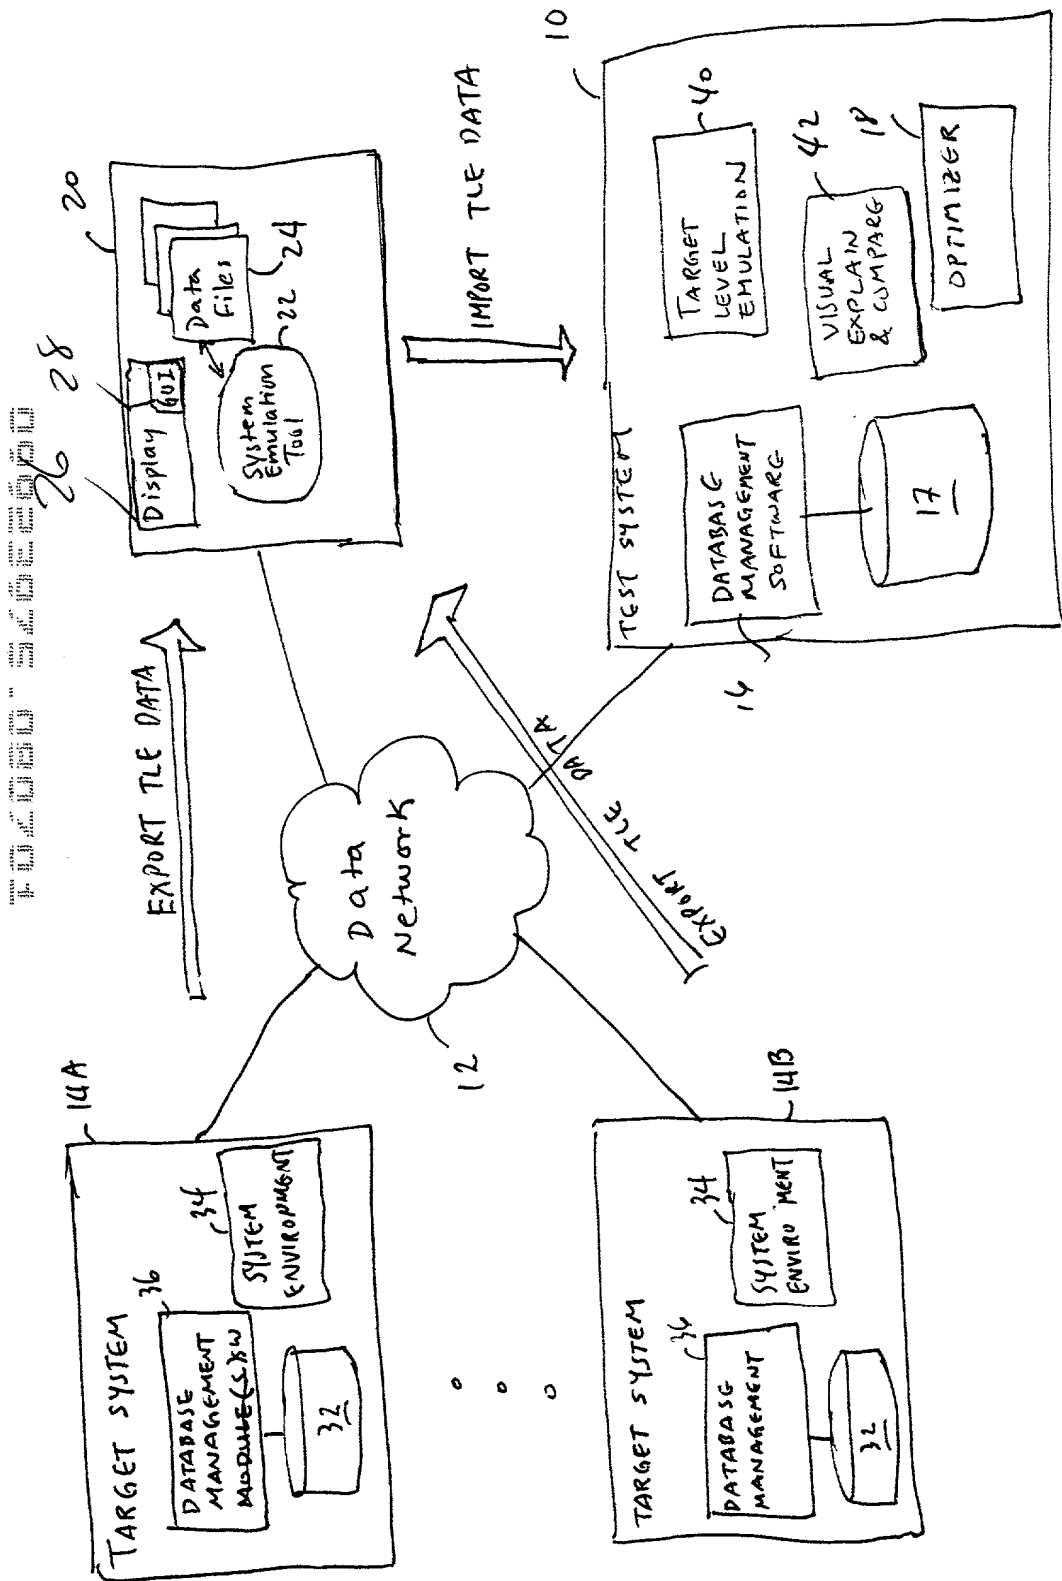 TARGET SYSTEM
14A
36
DATABASE
MANAGEMENT
MODULE(S) SW
32
34
SYSTEM
ENVIRONMENT
EXPORT TLE DATA
26
28
20
Display
GUI
Data
Files
24
System
Emulation
Tool
22
Data
Network
12
IMPORT TLE DATA
EXPORT TLE DATA
TARGET SYSTEM
14B
36
DATABASE
MANAGEMENT
32
34
SYSTEM
ENVIRO MENT
10
TEST SYSTEM
DATABASE
MANAGEMENT
SOFTWARE
16
17
TARGET
LEVEL
EMULATION
40
VISUAL
EXPLAIN
& COMPARE
42
18
OPTIMIZER